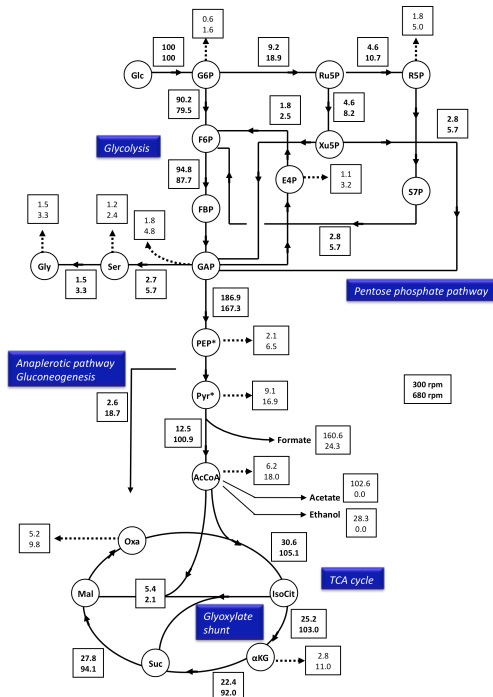 0.6
1.6
1.8
5.0
100
100
9.2
18.9
4.6
10.7
Glc
G6P
Ru5P
R5P
90.2
79.5
1.8
2.5
4.6
8.2
2.8
5.7
Glycolysis
F6P
Xu5P
94.8
87.7
E4P
1.1
3.2
S7P
1.5
3.3
1.2
2.4
1.8
4.8
FBP
2.8
5.7
Gly
Ser
GAP
1.5
3.3
2.7
5.7
Pentose phosphate pathway
186.9
167.3
PEP*
2.1
6.5
Anaplerotic pathway
Gluconeogenesis
2.6
18.7
Pyr*
9.1
16.9
300 rpm
680 rpm
12.5
100.9
Formate
160.6
24.3
AcCoA
6.2
18.0
Acetate
102.6
0.0
Ethanol
28.3
0.0
5.2
9.8
Oxa
30.6
105.1
TCA cycle
Mal
5.4
2.1
IsoCit
Glyoxylate
shunt
25.2
103.0
27.8
94.1
Suc
αKG
2.8
11.0
22.4
92.0